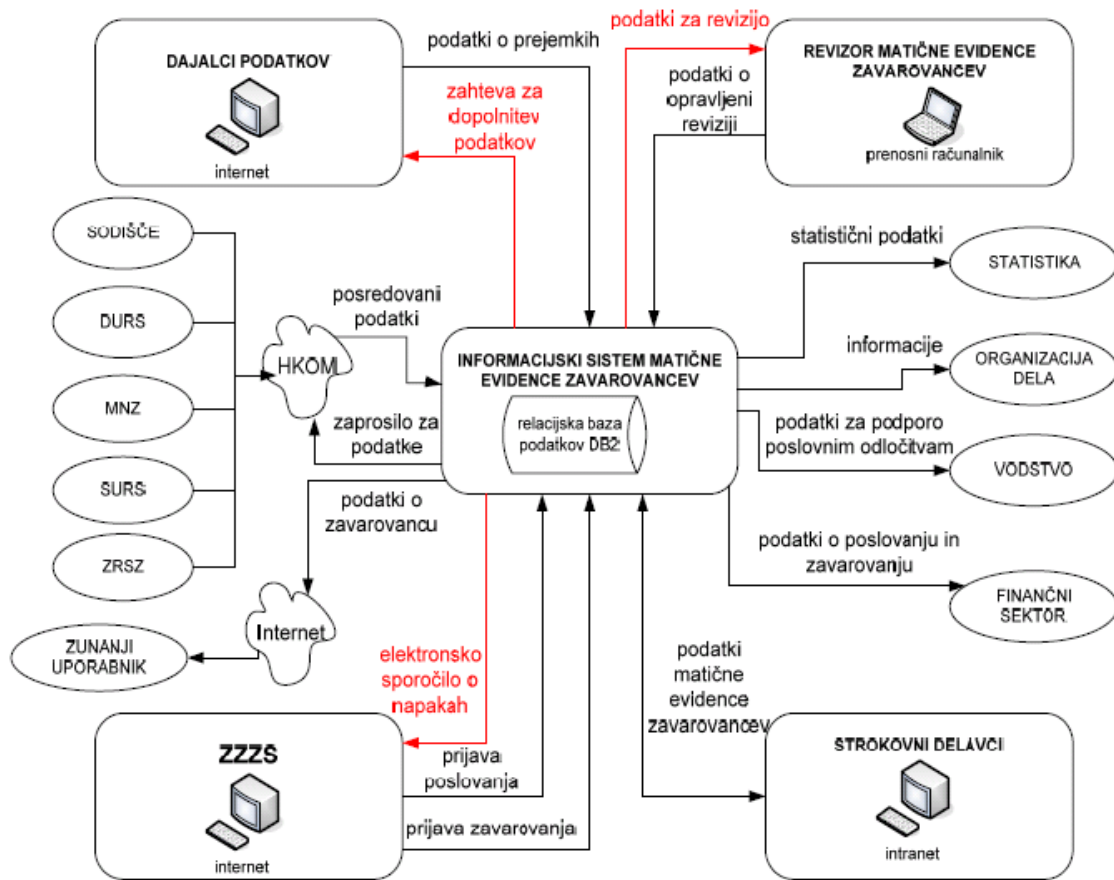 podatki za revizijo
DAJALCI PODATKOV
internet
podatki o prejemkih
zahteva za
dopolnitev
podatkov
podatki o
opravljeni
reviziji
REVIZOR MATIČNE EVIDENCE
ZAVAROVANCEV
prenosni računalnik
SODIŠČE
DURS
MNZ
SURS
ZRSZ
HKOM
posredovani
podatki
zaprosilo za
podatke
INFORMACIJSKI SISTEM MATIČNE
EVIDENCE ZAVAROVANCEV
relacijska baza
podatkov DB2
statistični podatki
STATISTIKA
informacije
ORGANIZACIJA
DELA
podatki za podporo
poslovnim odločitvam
VODSTVO
podatki o poslovanju in
zavarovanju
FINANČNI
SEKTOR
podatki o
zavarovancu
Internet
ZUNANJI
UPORABNIK
elektronsko
sporočilo o
napakah
podatki
matične
evidence
zavarovancev
ZZZS
internet
prijava
poslovanja
prijava zavarovanja
STROKOVNI DELAVCI
intranet